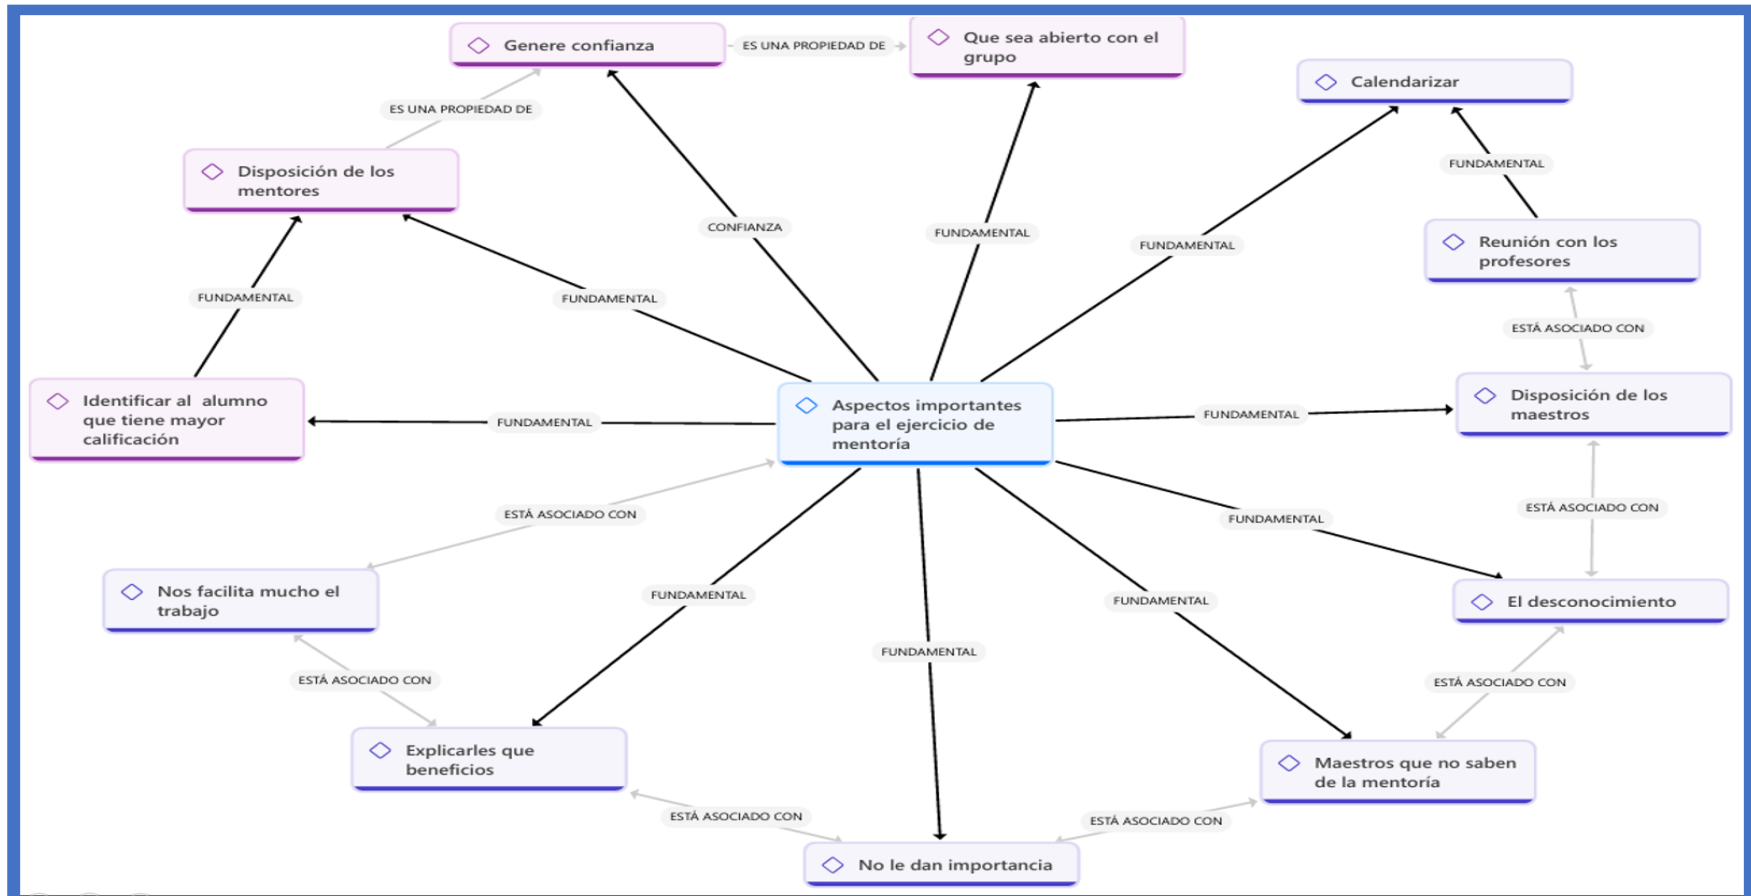 Genere confianza
ES UNA PROPIEDAD DE
Que sea abierto con el
grupo
Calendarizar
ES UNA PROPIEDAD DE
Disposición de los
mentores
FUNDAMENTAL
Reunión con los
profesores
CONFIANZA
FUNDAMENTAL
FUNDAMENTAL
FUNDAMENTAL
FUNDAMENTAL
ESTÁ ASOCIADO CON
Identificar al  alumno
que tiene mayor
calificación
FUNDAMENTAL
Aspectos importantes
para el ejercicio de
mentoría
FUNDAMENTAL
Disposición de los
maestros
ESTÁ ASOCIADO CON
FUNDAMENTAL
ESTÁ ASOCIADO CON
Nos facilita mucho el
trabajo
FUNDAMENTAL
FUNDAMENTAL
El desconocimiento
FUNDAMENTAL
ESTÁ ASOCIADO CON
ESTÁ ASOCIADO CON
Explicarles que
beneficios
Maestros que no saben
de la mentoría
ESTÁ ASOCIADO CON
ESTÁ ASOCIADO CON
No le dan importancia